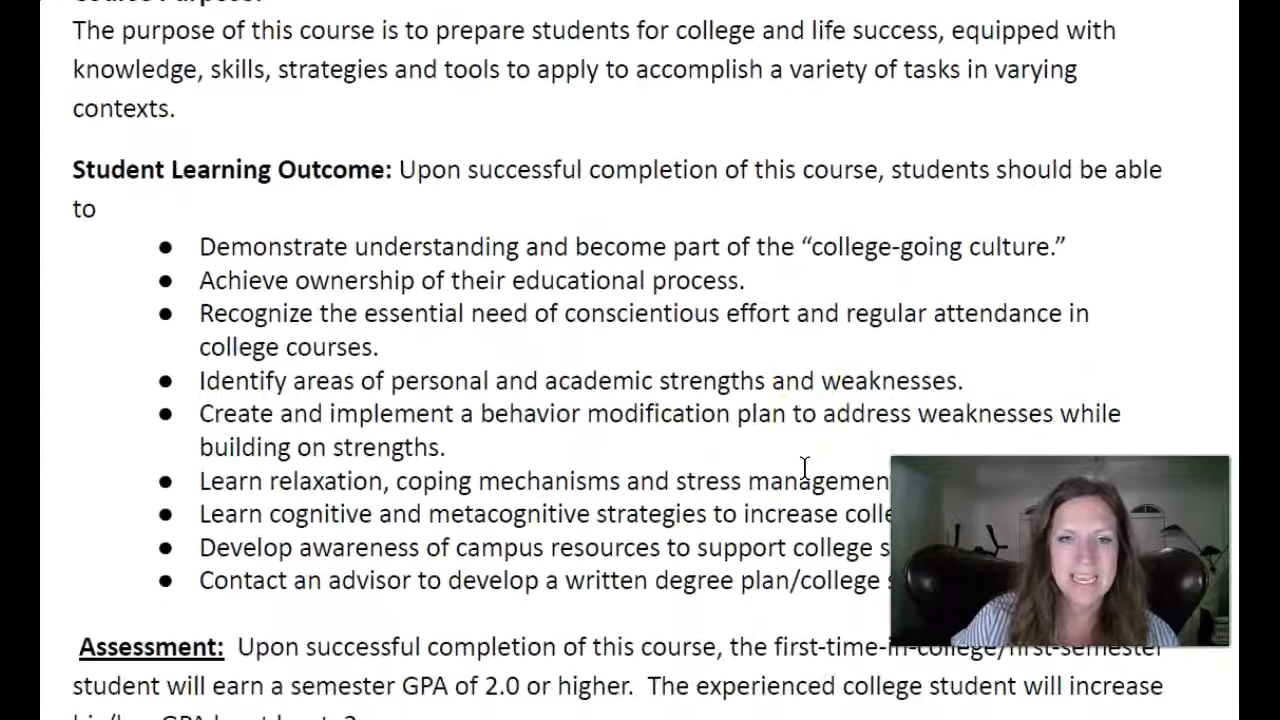 The purpose of this course is to prepare students for college and life success, equipped with
knowledge, skills, strategies and tools to apply to accomplish a variety of tasks in varying
contexts.
Student Learning Outcome: Upon successful completion of this course, students should be able
to
● Demonstrate understanding and become part of the “college-going culture.”
● Achieve ownership of their educational process.
● Recognize the essential need of conscientious effort and regular attendance in
college courses.
● Identify areas of personal and academic strengths and weaknesses.
● Create and implement a behavior modification plan to address weaknesses while
building on strengths.
● Learn relaxation, coping mechanisms and stress
● Learn cognitive and metacognitive strategies to increase
● Develop awareness of campus resources to support college
● Contact an advisor to develop a written degree plan/college
Assessment: Upon successful completion of this course, the first-time-in-college/first-semester
student will earn a semester GPA of 2.0 or higher. The experienced college student will increase